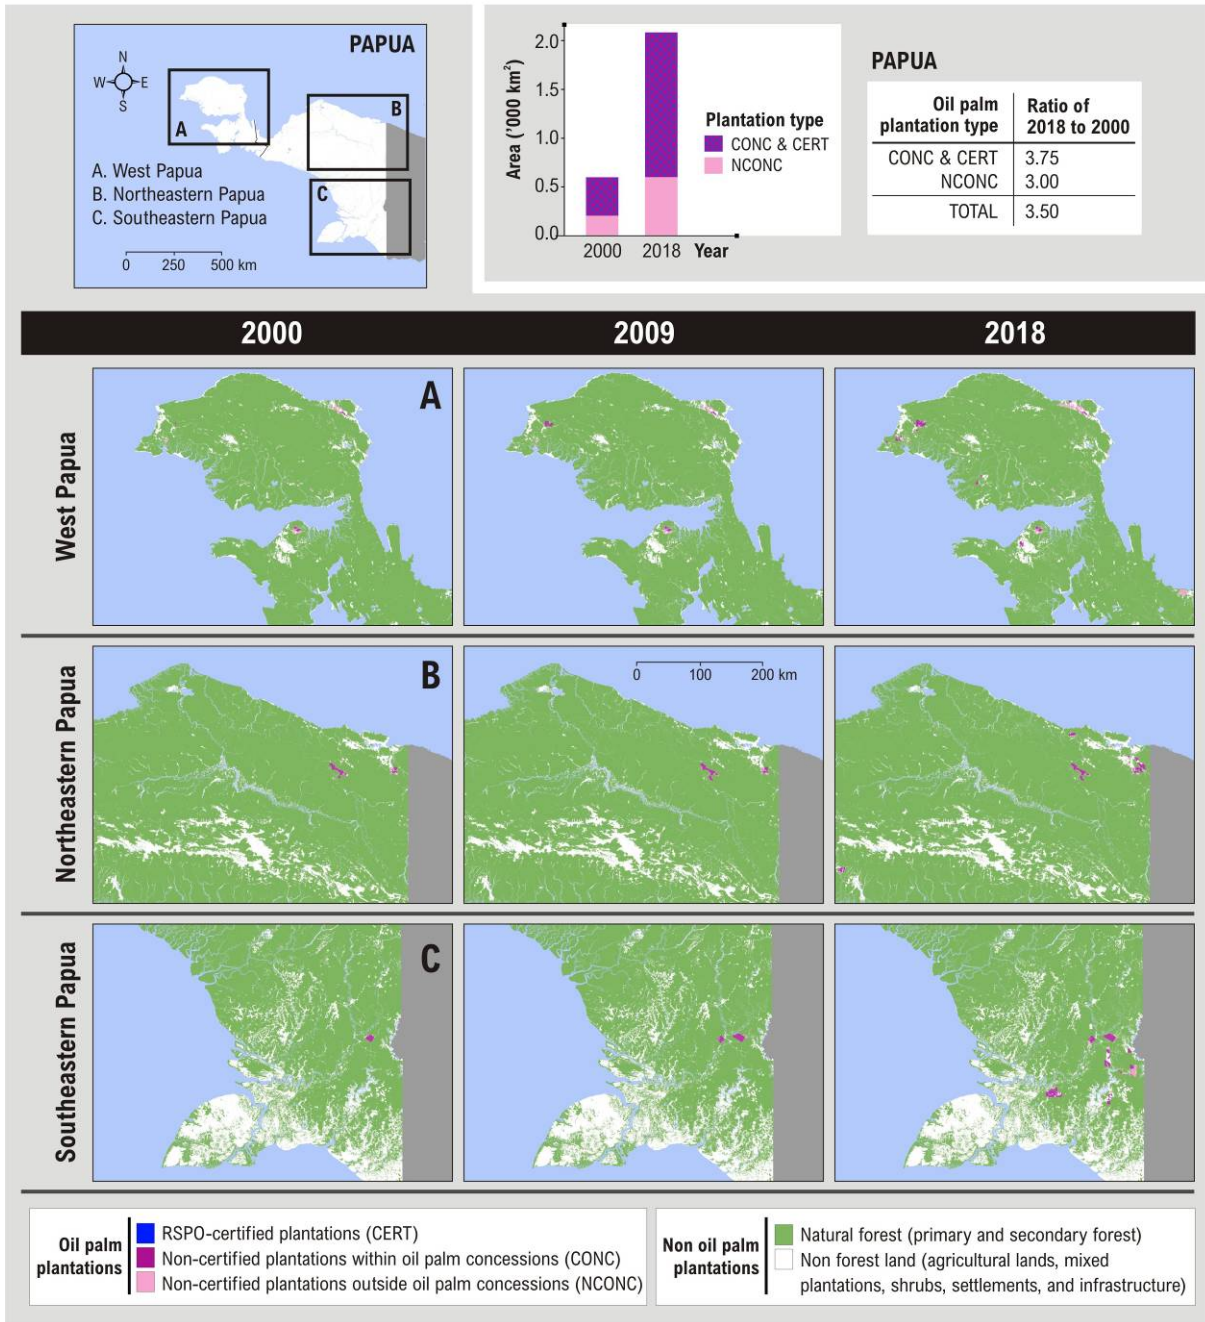 PAPUA
N
W E
S
A
B
C
A. West Papua
B. Northeastern Papua
C. Southeastern Papua
0 250 500 km
Area ('000 km²)
2.0
1.5
1.0
0.5
0.0
2000 2018 Year
Plantation type
CONC & CERT
NCONC
PAPUA
Oil palm plantation type
Ratio of 2018 to 2000
CONC & CERT 3.75
NCONC 3.00
TOTAL 3.50
2000 2009 2018
West Papua
A
Northeastern Papua
B
0 100 200 km
Southeastern Papua
C
Oil palm plantations
RSPO-certified plantations (CERT)
Non-certified plantations within oil palm concessions (CONC)
Non-certified plantations outside oil palm concessions (NCONC)
Non oil palm plantations
Natural forest (primary and secondary forest)
Non forest land (agricultural lands, mixed
plantations, shrubs, settlements, and infrastructure)